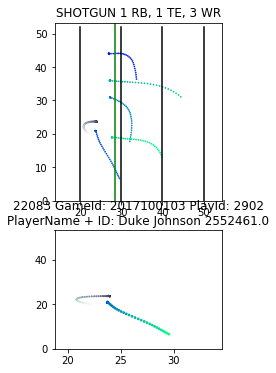 SHOTGUN 1 RB, 1 TE, 3 WR
50
40
30
20
10
0
20 30 40 50
22083 GameId: 2017100103 PlayId: 2902
PlayerName + ID: Duke Johnson 2552461.0
40
20
0
20 25 30